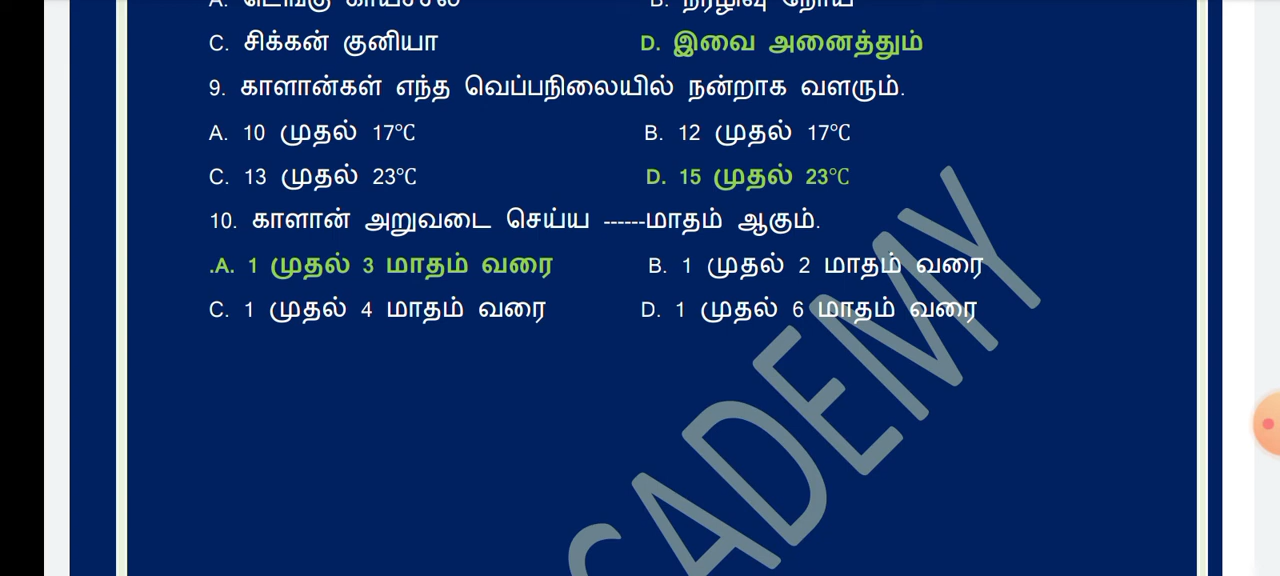 C. சிக்கன் குனியா D. இவை அனைத்தும்
9. காளான்கள் எந்த வெப்பநிலையில் நன்றாக வளரும்.
A. 10 முதல் 17°C B. 12 முதல் 17°C
C. 13 முதல் 23°C D. 15 முதல் 23°C
10. காளான் அறுவடை செய்ய ------மாதம் ஆகும்.
.A. 1 முதல் 3 மாதம் வரை B. 1 முதல் 2 மாதம் வரை
C. 1 முதல் 4 மாதம் வரை D. 1 முதல் 6 மாதம் வரை
CADEMY